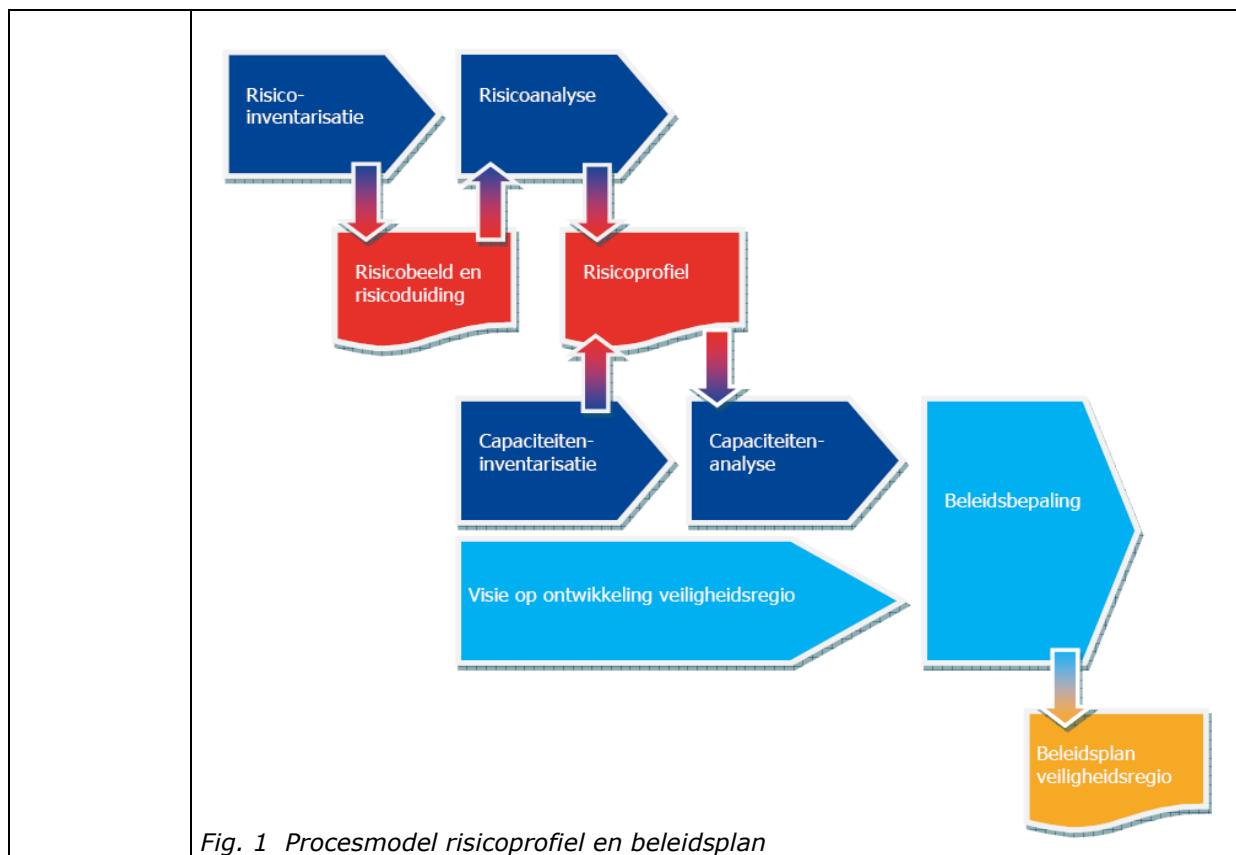 Risico-
inventarisatie
Risicoanalyse
Risicobeeld en
risicoduiding
Risicoprofiel
Capaciteiten-
inventarisatie
Capaciteiten-
analyse
Beleidsbepaling
Visie op ontwikkeling veiligheidsregio
Beleidsplan
veiligheidsregio
Fig. 1 Procesmodel risicoprofiel en beleidsplan